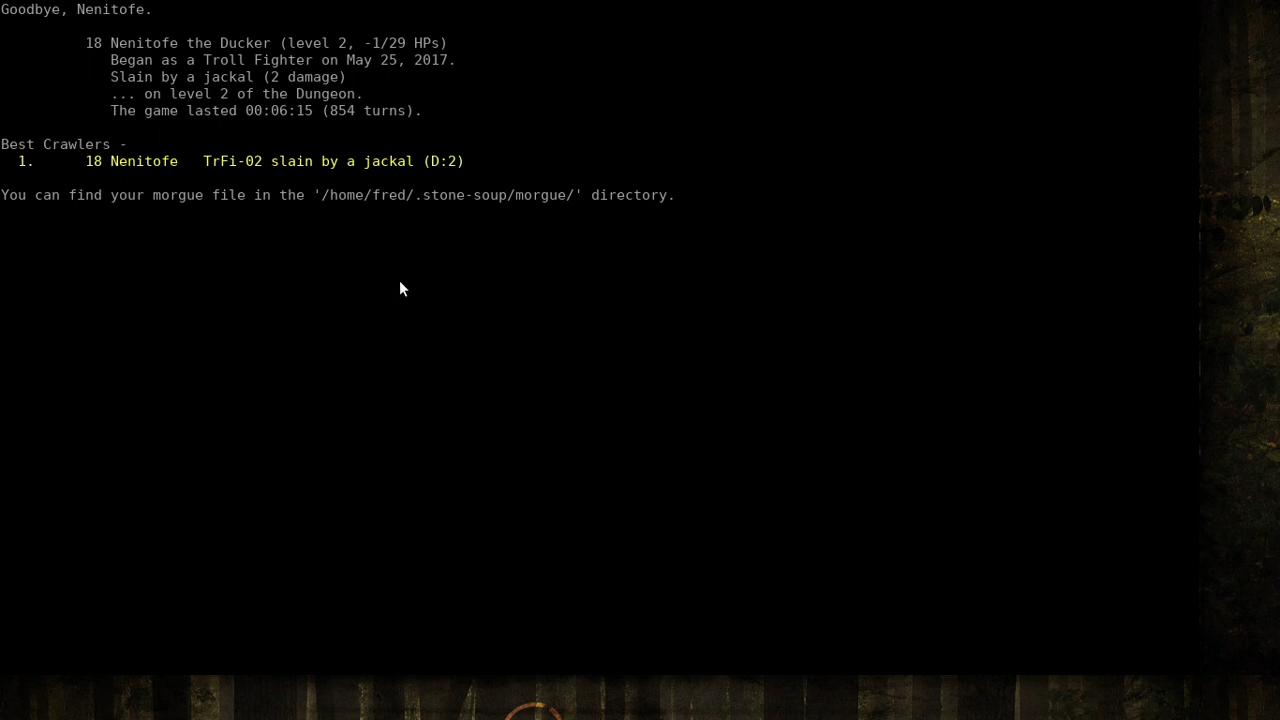 Goodbye, Nenitofe.
18 Nenitofe the Ducker (level 2, -1/29 HPs)
Began as a Troll Fighter on May 25, 2017.
Slain by a jackal (2 damage)
... on level 2 of the Dungeon.
The game lasted 00:06:15 (854 turns).
Best Crawlers -
1. 18 Nenitofe TrFi-02 slain by a jackal (D:2)
You can find your morgue file in the '/home/fred/.stone-soup/morgue/' directory.